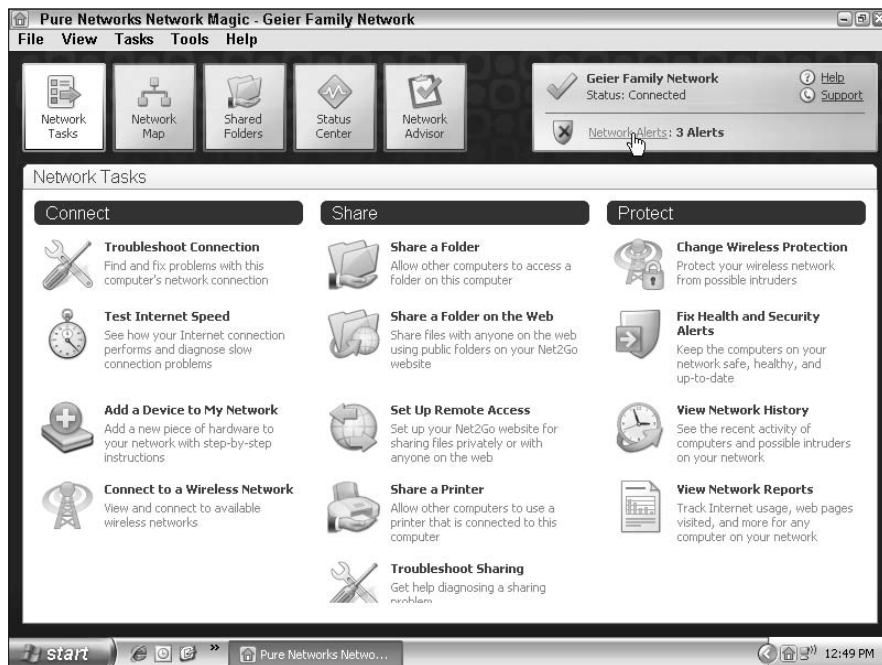 Pure Networks Network Magic - Geier Family Network
File View Tasks Tools Help
Network
Tasks
Network
Map
Shared
Folders
Status
Center
Network
Advisor
Geier Family Network
Status: Connected
Help
Support
Network Alerts: 3 Alerts
Network Tasks
Connect
Troubleshoot Connection
Find and fix problems with this
computer's network connection
Test Internet Speed
See how your Internet connection
performs and diagnose slow
connection problems
Add a Device to My Network
Add a new piece of hardware to
your network with step-by-step
instructions
Connect to a Wireless Network
View and connect to available
wireless networks
Share
Share a Folder
Allow other computers to access a
folder on this computer
Share a Folder on the Web
Share files with anyone on the web
using public folders on your Net2Go
website
Set Up Remote Access
Set up your Net2Go website for
sharing files privately or with
anyone on the web
Share a Printer
Allow other computers to use a
printer that is connected to this
computer
Troubleshoot Sharing
Get help diagnosing a sharing
problem
Protect
Change Wireless Protection
Protect your wireless network
from possible intruders
Fix Health and Security
Alerts
Keep the computers on your
network safe, healthy, and
up-to-date
View Network History
See the recent activity of
computers and possible intruders
on your network
View Network Reports
Track Internet usage, web pages
visited, and more for any
computer on your network
start
Pure Networks Netwo...
12:49 PM